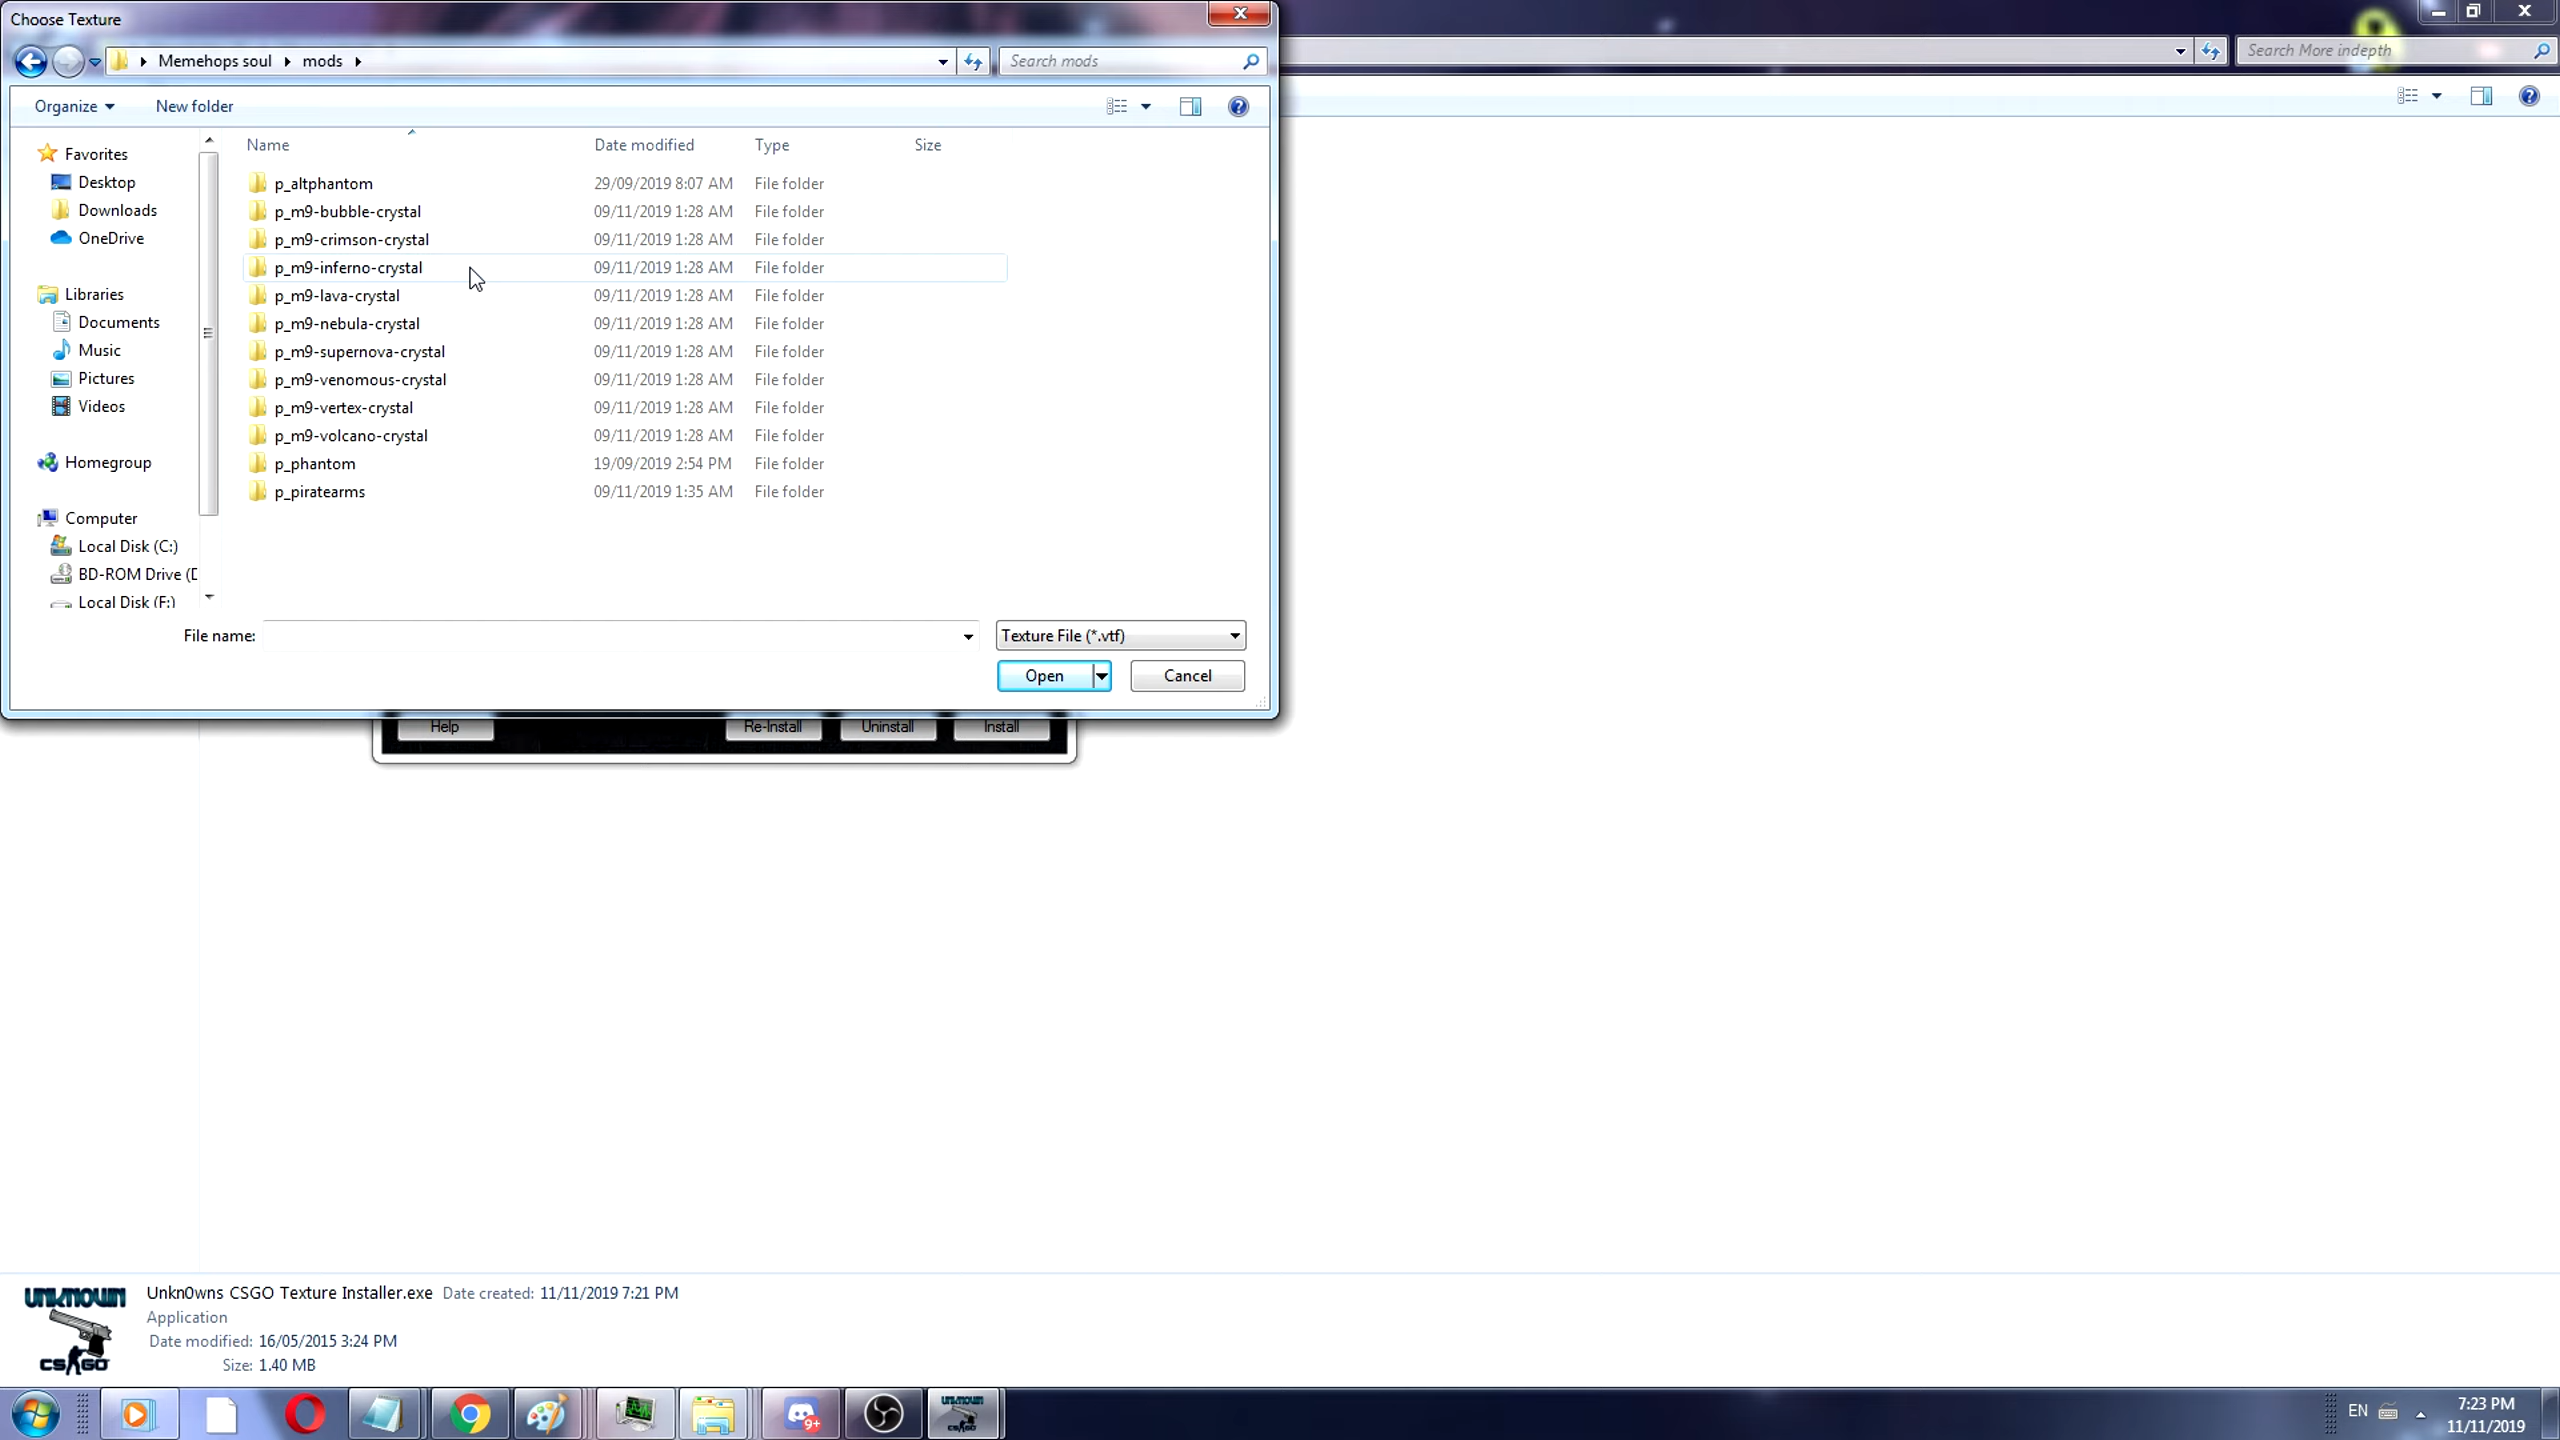 Choose Texture
Memehops soul mods
Search mods
Search More indepth
Organize New folder
Name Date modified Type Size
Favorites
Desktop
Downloads
OneDrive
Libraries
Documents
Music
Pictures
Videos
Homegroup
Computer
Local Disk (C:)
BD-ROM Drive (D
Local Disk (F:)
p_altphantom 29/09/2019 8:07 AM File folder
p_m9-bubble-crystal 09/11/2019 1:28 AM File folder
p_m9-crimson-crystal 09/11/2019 1:28 AM File folder
p_m9-inferno-crystal 09/11/2019 1:28 AM File folder
p_m9-lava-crystal 09/11/2019 1:28 AM File folder
p_m9-nebula-crystal 09/11/2019 1:28 AM File folder
p_m9-supernova-crystal 09/11/2019 1:28 AM File folder
p_m9-venomous-crystal 09/11/2019 1:28 AM File folder
p_m9-vertex-crystal 09/11/2019 1:28 AM File folder
p_m9-volcano-crystal 09/11/2019 1:28 AM File folder
p_phantom 19/09/2019 2:54 PM File folder
p_piratearms 09/11/2019 1:35 AM File folder
File name: Texture File (*.vtf)
Open Cancel
Help Re-Install Uninstall Install
UNKNOWN
CS GO
Unkn0wns CSGO Texture Installer.exe Date created: 11/11/2019 7:21 PM
Application
Date modified: 16/05/2015 3:24 PM
Size: 1.40 MB
9+
UNKNOWN
CS GO
EN
7:23 PM
11/11/2019